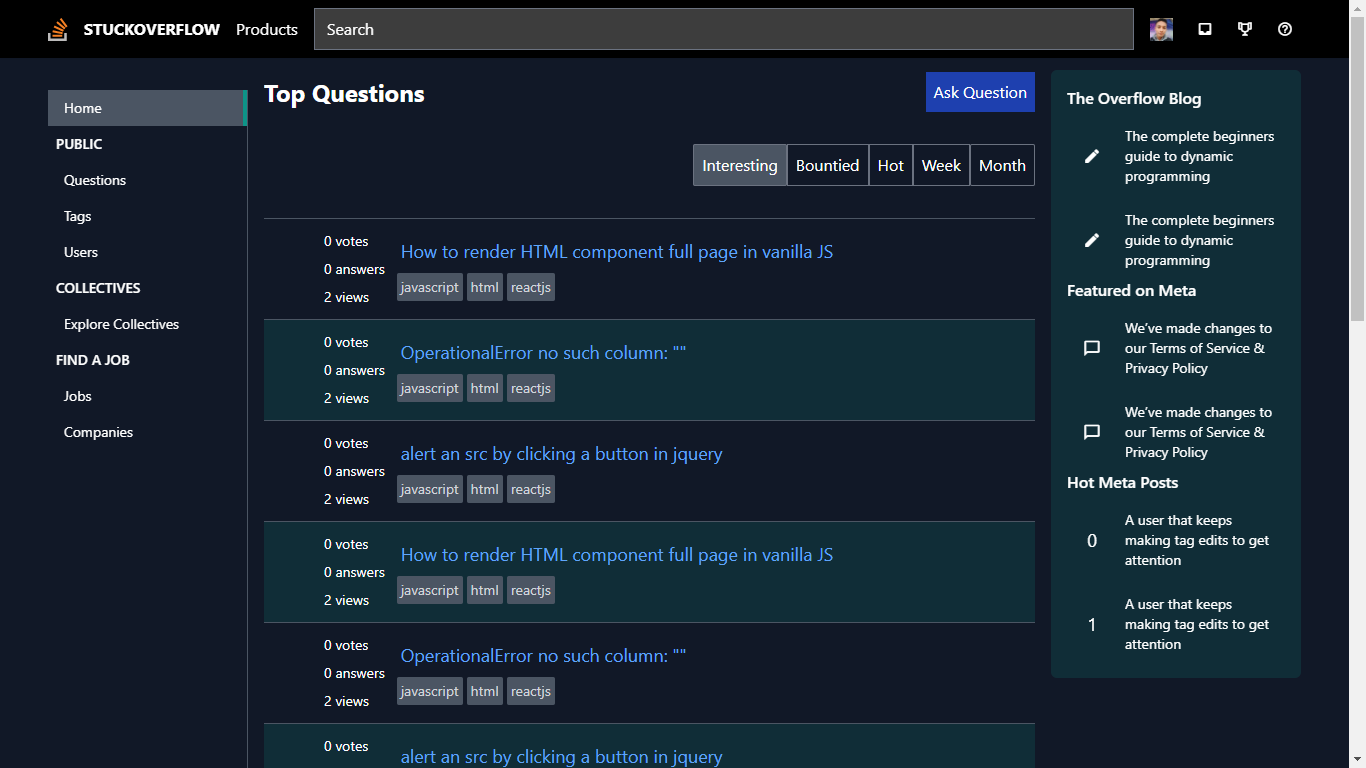 STUCKOVERFLOW Products Search
Home
PUBLIC
Questions
Tags
Users
COLLECTIVES
Explore Collectives
FIND A JOB
Jobs
Companies
Top Questions
Ask Question
Interesting Bountied Hot Week Month
0 votes
0 answers
2 views
How to render HTML component full page in vanilla JS
javascript html reactjs
0 votes
0 answers
2 views
OperationalError no such column: ""
javascript html reactjs
0 votes
0 answers
2 views
alert an src by clicking a button in jquery
javascript html reactjs
0 votes
0 answers
2 views
How to render HTML component full page in vanilla JS
javascript html reactjs
0 votes
0 answers
2 views
OperationalError no such column: ""
javascript html reactjs
0 votes
alert an src by clicking a button in jquery
The Overflow Blog
The complete beginners
guide to dynamic
programming
The complete beginners
guide to dynamic
programming
Featured on Meta
We’ve made changes to
our Terms of Service &
Privacy Policy
We’ve made changes to
our Terms of Service &
Privacy Policy
Hot Meta Posts
0
A user that keeps
making tag edits to get
attention
1
A user that keeps
making tag edits to get
attention